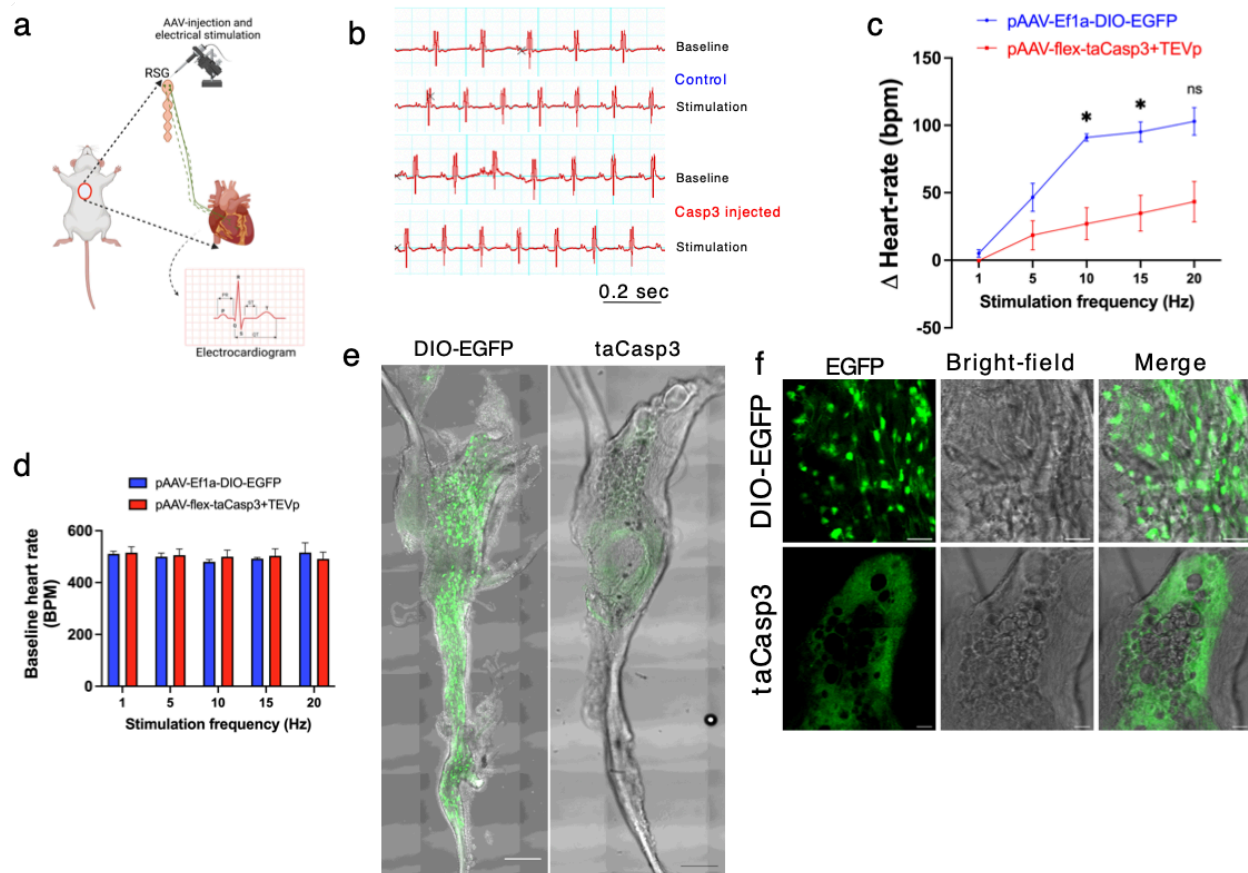 a
AAV-injection and
electrical stimulation
RSG
Electrocardiogram
b
Baseline
Control
Stimulation
Baseline
Casp3 injected
Stimulation
0.2 sec
c
pAAV-Ef1a-DIO-EGFP
pAAV-flex-taCasp3+TEVp
Δ Heart-rate (bpm)
150
100
50
0
-50
*
*
ns
1 5 10 15 20
Stimulation frequency (Hz)
d
pAAV-Ef1a-DIO-EGFP
pAAV-flex-taCasp3+TEVp
Baseline heart rate
(BPM)
600
400
200
0
1 5 10 15 20
Stimulation frequency (Hz)
e
DIO-EGFP
taCasp3
f
EGFP
Bright-field
Merge
DIO-EGFP
taCasp3